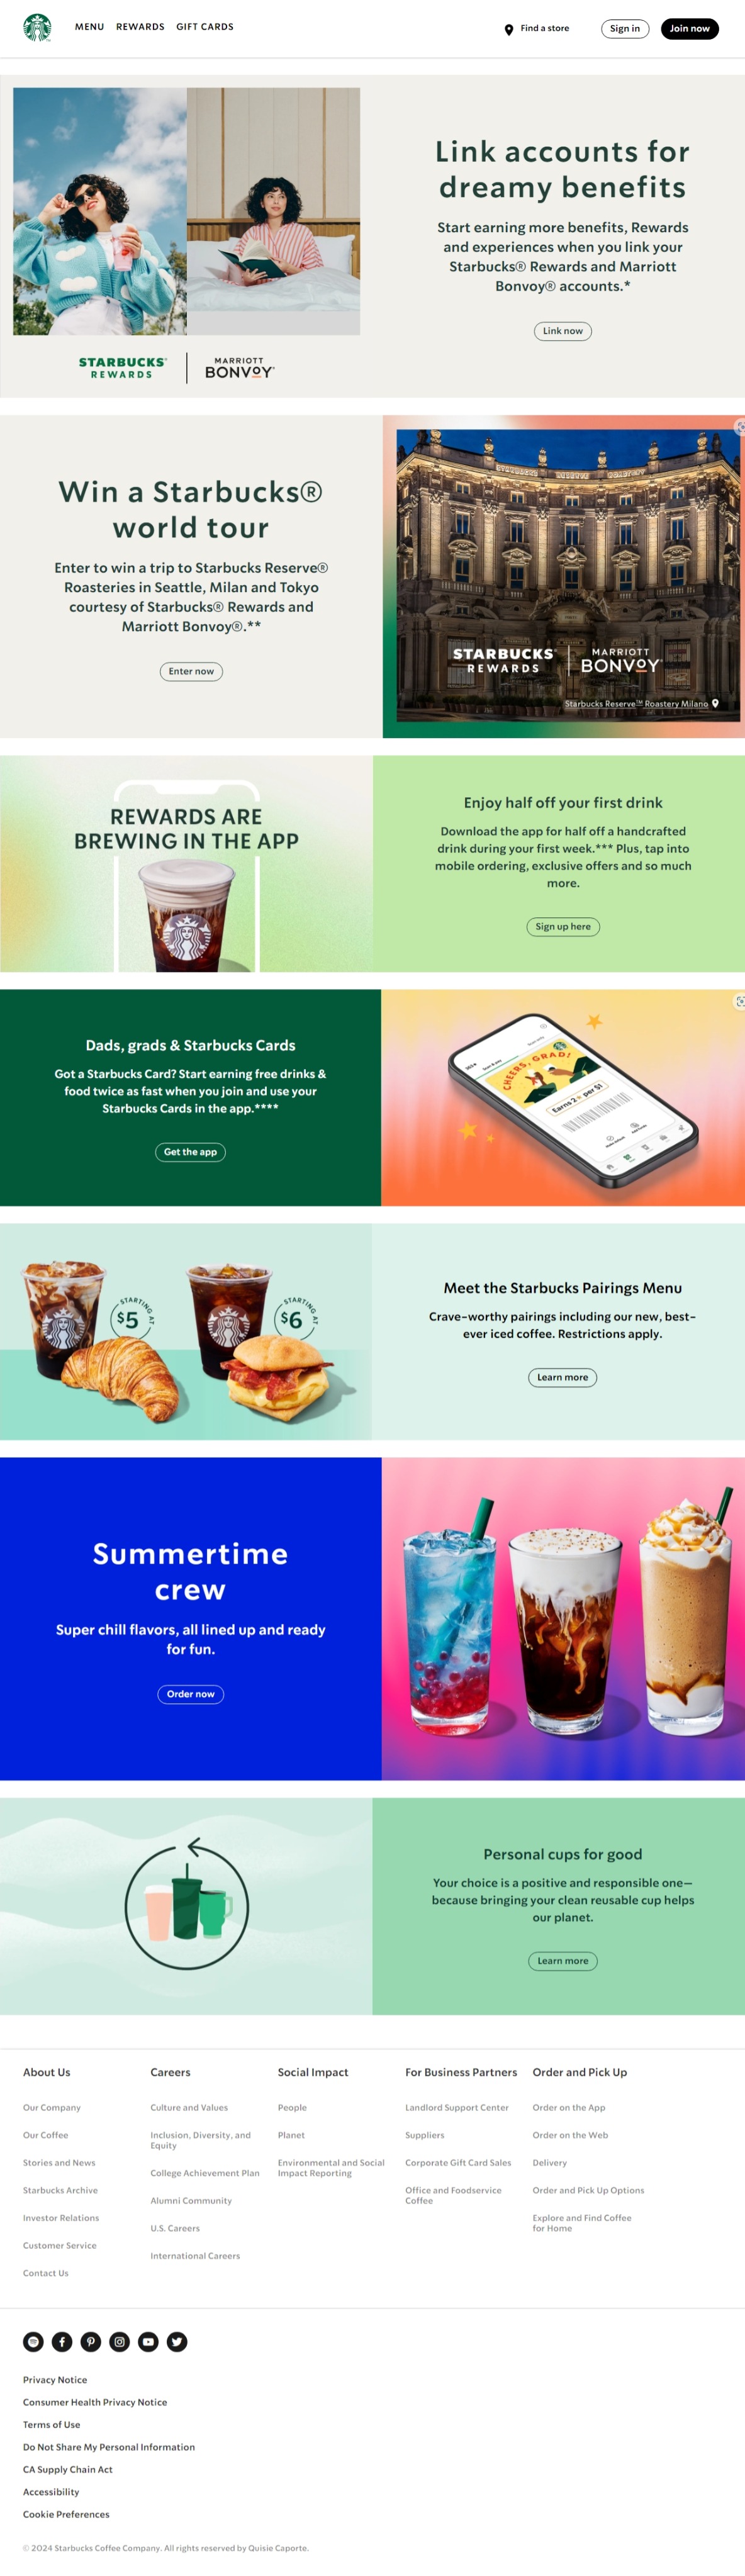 MENU REWARDS GIFT CARDS Find a store Sign in Join now
Link accounts for
dreamy benefits
Start earning more benefits, Rewards
and experiences when you link your
Starbucks® Rewards and Marriott
Bonvoy® accounts.*
Link now
STARBUCKS®
REWARDS
MARRIOTT
BONVOY
Win a Starbucks®
world tour
Enter to win a trip to Starbucks Reserve®
Roasteries in Seattle, Milan and Tokyo
courtesy of Starbucks® Rewards and
Marriott Bonvoy®.**
Enter now
STARBUCKS®
REWARDS
MARRIOTT
BONVOY
Starbucks Reserve™ Roastery Milano
REWARDS ARE
BREWING IN THE APP
Enjoy half off your first drink
Download the app for half off a handcrafted
drink during your first week.*** Plus, tap into
mobile ordering, exclusive offers and so much
more.
Sign up here
Dads, grads & Starbucks Cards
Got a Starbucks Card? Start earning free drinks &
food twice as fast when you join and use your
Starbucks Cards in the app.****
Get the app
CHEERS, GRAD!
Earns 2★ per $1
STARTING AT
$5
STARTING AT
$6
Meet the Starbucks Pairings Menu
Crave-worthy pairings including our new, best-
ever iced coffee. Restrictions apply.
Learn more
Summertime
crew
Super chill flavors, all lined up and ready
for fun.
Order now
Personal cups for good
Your choice is a positive and responsible one—
because bringing your clean reusable cup helps
our planet.
Learn more
About Us
Our Company
Our Coffee
Stories and News
Starbucks Archive
Investor Relations
Customer Service
Contact Us
Careers
Culture and Values
Inclusion, Diversity, and
Equity
College Achievement Plan
Alumni Community
U.S. Careers
International Careers
Social Impact
People
Planet
Environmental and Social
Impact Reporting
For Business Partners
Landlord Support Center
Suppliers
Corporate Gift Card Sales
Office and Foodservice
Coffee
Order and Pick Up
Order on the App
Order on the Web
Delivery
Order and Pick Up Options
Explore and Find Coffee
for Home
Privacy Notice
Consumer Health Privacy Notice
Terms of Use
Do Not Share My Personal Information
CA Supply Chain Act
Accessibility
Cookie Preferences
© 2024 Starbucks Coffee Company. All rights reserved by Quisie Caporte.